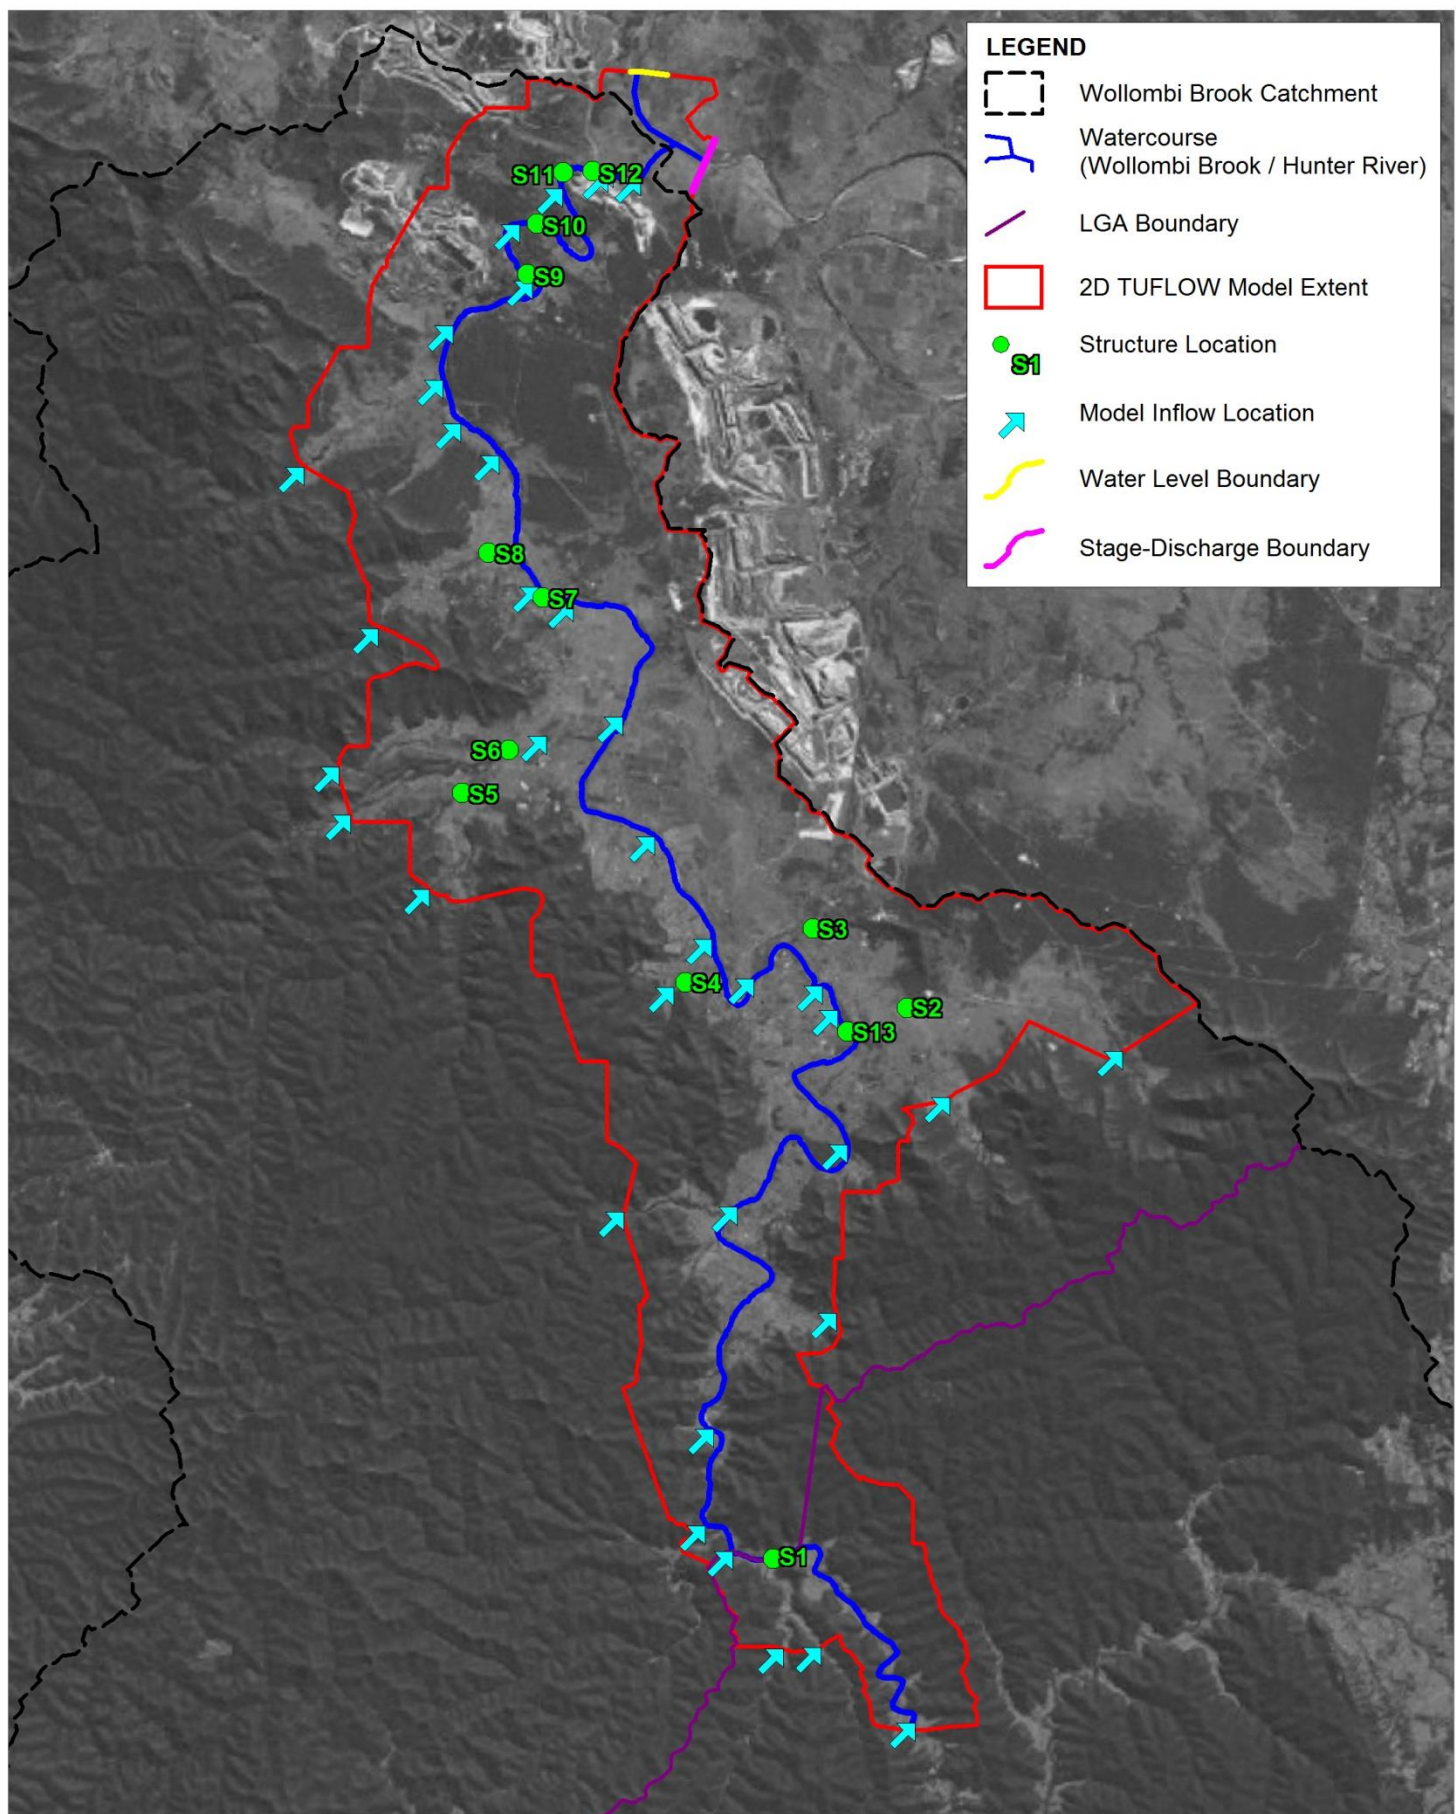 LEGEND
Wollombi Brook Catchment
Watercourse
(Wollombi Brook / Hunter River)
LGA Boundary
2D TUFLOW Model Extent
Structure Location
S1
Model Inflow Location
Water Level Boundary
Stage-Discharge Boundary
S11
S12
S10
S9
S8
S7
S6
S5
S3
S4
S2
S13
S1